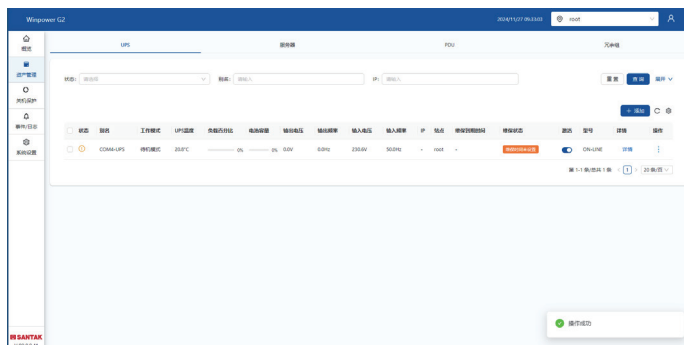 Winpower G2
2024/11/27 09:33:03
root
概览
资产管理
关机保护
事件/日志
系统设置
UPS
服务器
PDU
冗余组
状态: 请选择
别名: 请输入
IP: 请输入
重置
查询
展开
+ 添加
状态 别名 工作模式 UPS温度 负载百分比 电池容量 输出电压 输出频率 输入电压 输入频率 IP 站点 维保到期时间 维保状态 激活 型号 详情 操作
COM4-UPS 待机模式 20.8°C 0% 0% 0.0V 0.0Hz 230.6V 50.0Hz - root - ON-LINE 详情
第 1-1 条/总共 1 条 < 1 > 20 条/页
操作成功
SANTAK